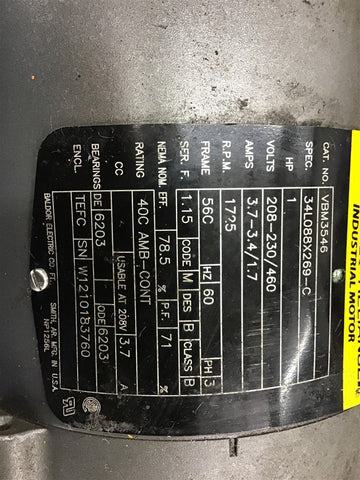 INDUSTRIAL MOTOR
CAT. NO. VBM3546
SPEC. 34L088X269-C
HP 1
VOLTS 208-230/460
AMPS 3.7-3.4/1.7
R.P.M. 1725
FRAME 56C HZ 60 PH 3
SER. F. 1.15 CODE M DES B CLASS B
NEMA NOM. EFF. 78.5 % P.F. 71 %
RATING 40C AMB-CONT
CC USABLE AT 208V 3.7 A
BEARINGS DE 6203 ODE 6203
ENCL. TEFC SN W1210183760
BALDOR ELECTRIC CO. FT. SMITH, AR. MFG. IN U.S.A.
NP1256L